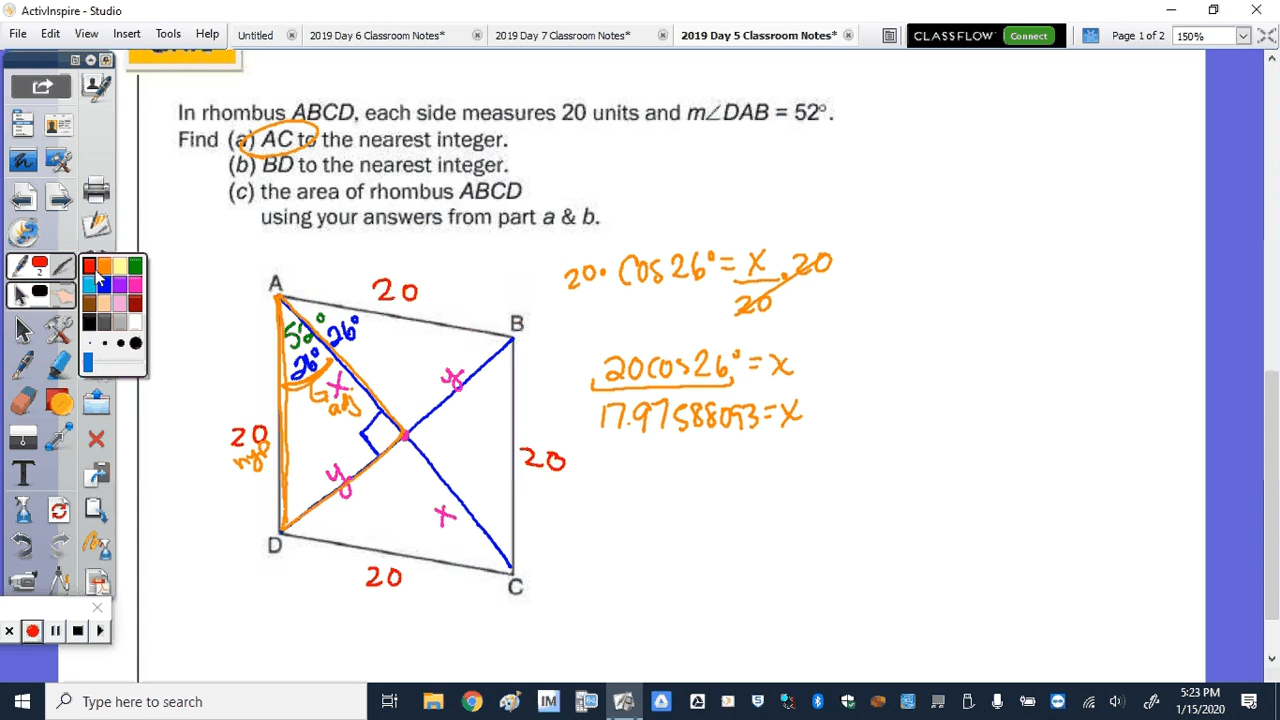 ActivInspire - Studio
File Edit View Insert Tools Help Untitled 2019 Day 6 Classroom Notes* 2019 Day 7 Classroom Notes* 2019 Day 5 Classroom Notes* CLASSFLOW Connect Page 1 of 2 150%
In rhombus ABCD, each side measures 20 units and m∠DAB = 52°.
Find (a) AC to the nearest integer.
(b) BD to the nearest integer.
(c) the area of rhombus ABCD
using your answers from part a & b.
2
20· cos26° = x/20 · 20
20cos26° = x
17.97588093 = x
A
20
B
52°
26°
26°
x
adj
y
20
hyp
y
20
x
D
20
C
T
Type here to search
IM
5:23 PM
1/15/2020